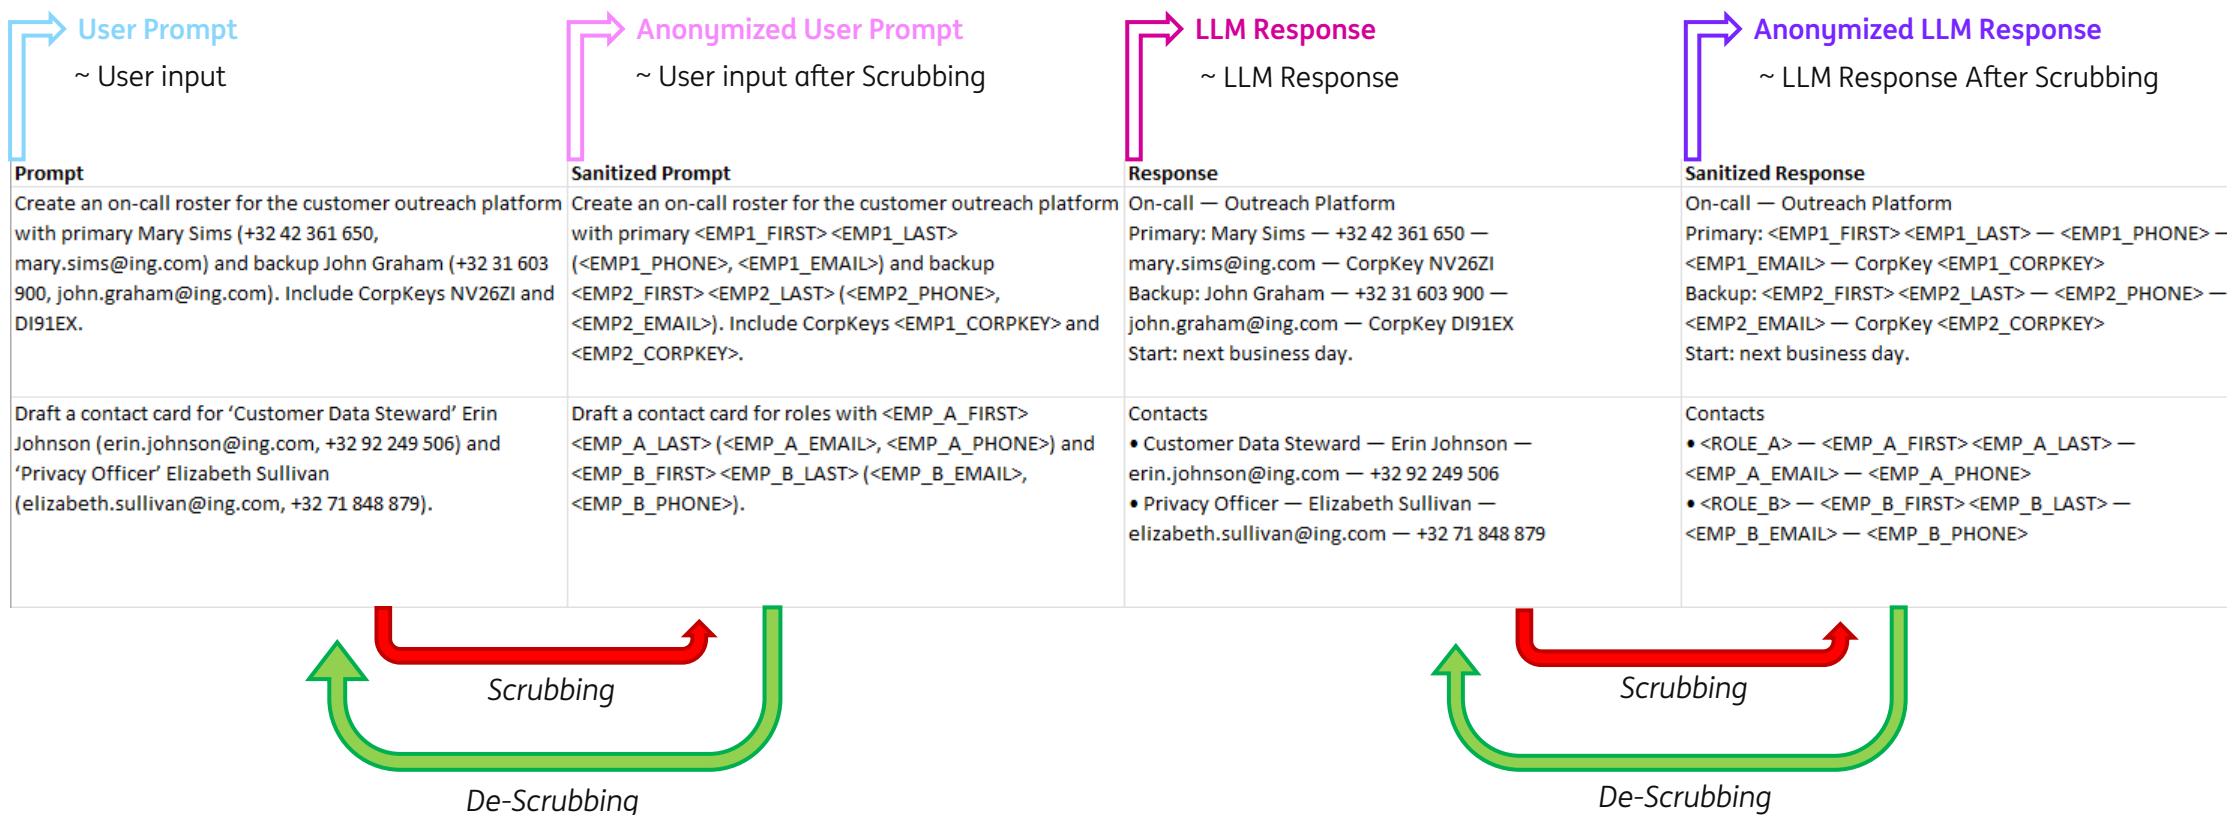 User Prompt
~ User input
Anonymized User Prompt
~ User input after Scrubbing
LLM Response
~ LLM Response
Anonymized LLM Response
~ LLM Response After Scrubbing
Prompt
Sanitized Prompt
Response
Sanitized Response
Create an on-call roster for the customer outreach platform
with primary Mary Sims (+32 42 361 650,
mary.sims@ing.com) and backup John Graham (+32 31 603
900, john.graham@ing.com). Include CorpKeys NV26ZI and
DI91EX.
Create an on-call roster for the customer outreach platform
with primary <EMP1_FIRST> <EMP1_LAST>
(<EMP1_PHONE>, <EMP1_EMAIL>) and backup
<EMP2_FIRST> <EMP2_LAST> (<EMP2_PHONE>,
<EMP2_EMAIL>). Include CorpKeys <EMP1_CORPKEY> and
<EMP2_CORPKEY>.
On-call — Outreach Platform
Primary: Mary Sims — +32 42 361 650 —
mary.sims@ing.com — CorpKey NV26ZI
Backup: John Graham — +32 31 603 900 —
john.graham@ing.com — CorpKey DI91EX
Start: next business day.
On-call — Outreach Platform
Primary: <EMP1_FIRST> <EMP1_LAST> — <EMP1_PHONE> —
<EMP1_EMAIL> — CorpKey <EMP1_CORPKEY>
Backup: <EMP2_FIRST> <EMP2_LAST> — <EMP2_PHONE> —
<EMP2_EMAIL> — CorpKey <EMP2_CORPKEY>
Start: next business day.
Draft a contact card for ‘Customer Data Steward’ Erin
Johnson (erin.johnson@ing.com, +32 92 249 506) and
‘Privacy Officer’ Elizabeth Sullivan
(elizabeth.sullivan@ing.com, +32 71 848 879).
Draft a contact card for roles with <EMP_A_FIRST>
<EMP_A_LAST> (<EMP_A_EMAIL>, <EMP_A_PHONE>) and
<EMP_B_FIRST> <EMP_B_LAST> (<EMP_B_EMAIL>,
<EMP_B_PHONE>).
Contacts
• Customer Data Steward — Erin Johnson —
erin.johnson@ing.com — +32 92 249 506
• Privacy Officer — Elizabeth Sullivan —
elizabeth.sullivan@ing.com — +32 71 848 879
Contacts
• <ROLE_A> — <EMP_A_FIRST> <EMP_A_LAST> —
<EMP_A_EMAIL> — <EMP_A_PHONE>
• <ROLE_B> — <EMP_B_FIRST> <EMP_B_LAST> —
<EMP_B_EMAIL> — <EMP_B_PHONE>
Scrubbing
De-Scrubbing
Scrubbing
De-Scrubbing